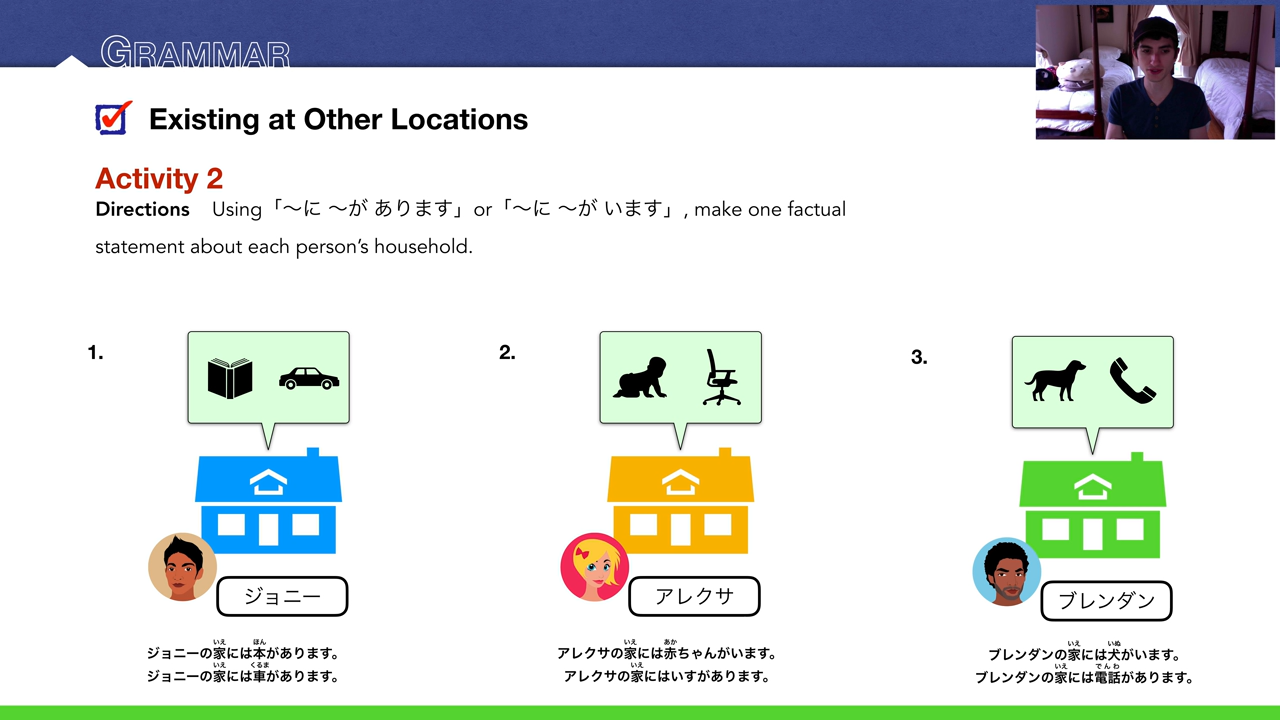 GRAMMAR
Existing at Other Locations
Activity 2
Directions Using「〜に 〜が あります」or「〜に 〜が います」, make one factual
statement about each person's household.
1.
2.
3.
ジョニー
アレクサ
ブレンダン
いえ ほん
ジョニーの家には本があります。
いえ くるま
ジョニーの家には車があります。
いえ あか
アレクサの家には赤ちゃんがいます。
いえ
アレクサの家にはいすがあります。
いえ いぬ
ブレンダンの家には犬がいます。
いえ でんわ
ブレンダンの家には電話があります。